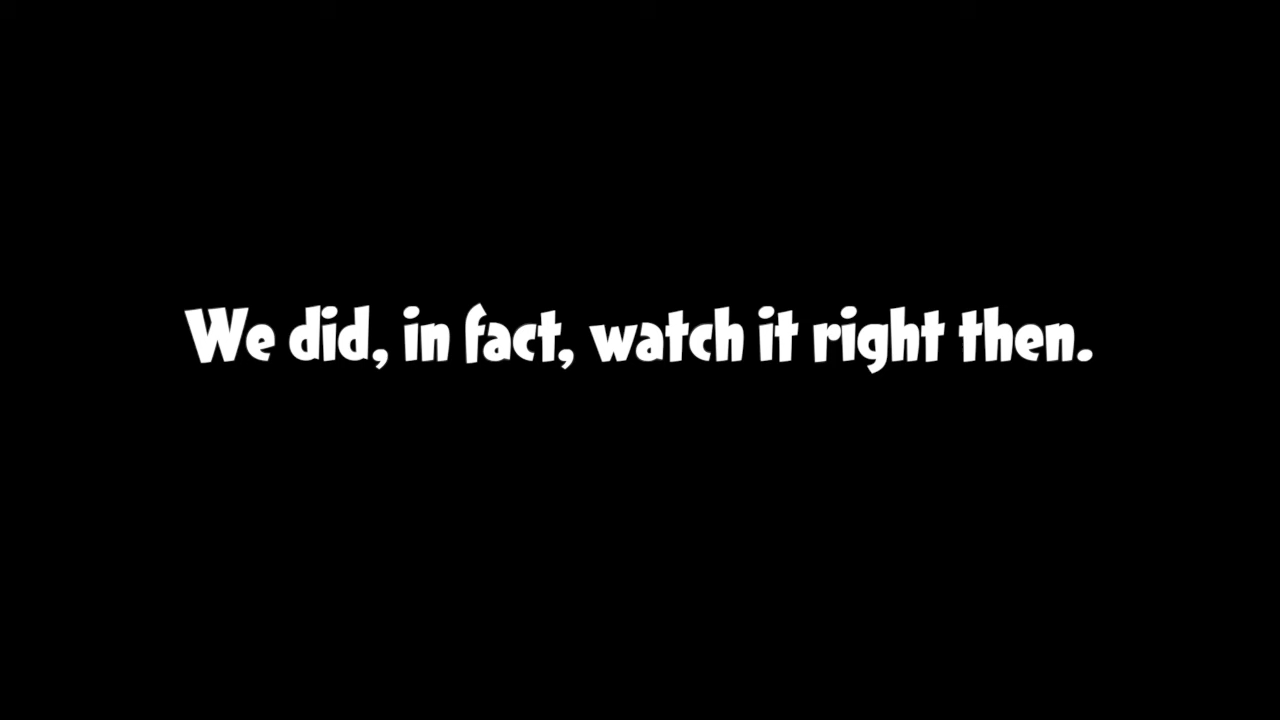 We did, in fact, watch it right then.